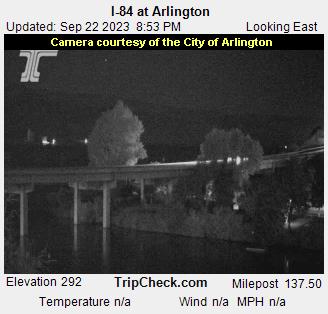 I-84 at Arlington
Updated: Sep 22 2023 8:53 PM Looking East
Camera courtesy of the City of Arlington
Elevation 292 TripCheck.com Milepost 137.50
Temperature n/a Wind n/a MPH n/a